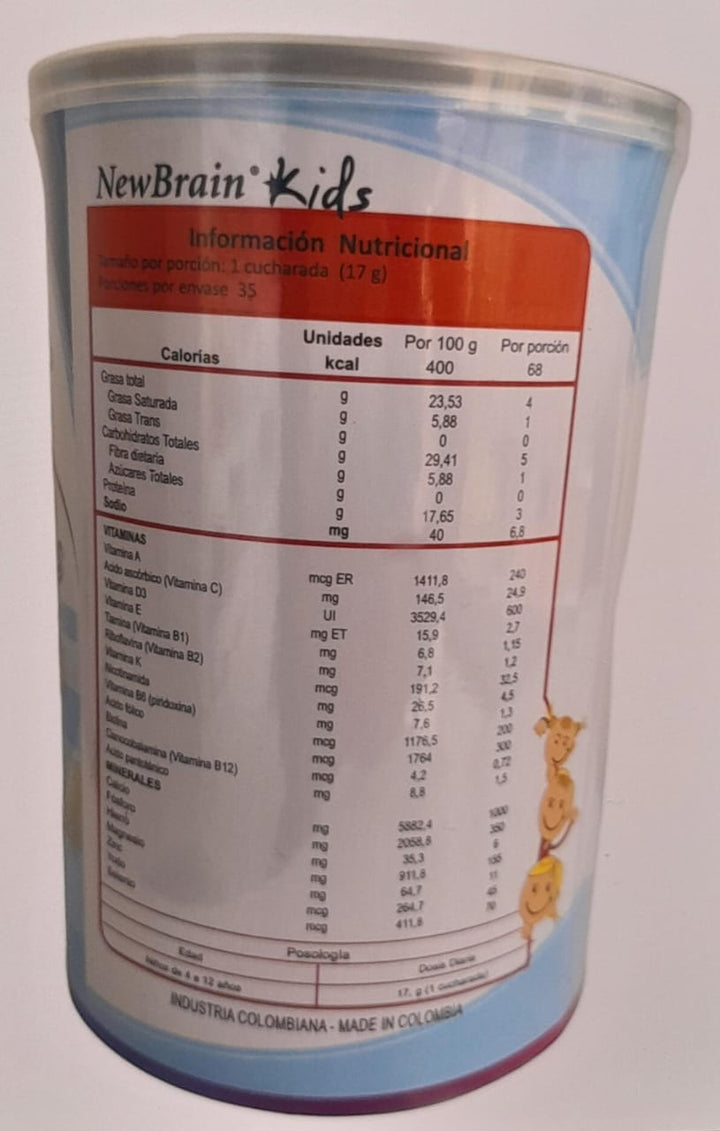 NewBrain® Kids
Información Nutricional
Tamaño por porción: 1 cucharada (17 g)
Porciones por envase 35
Calorías Unidades kcal Por 100 g 400 Por porción 68
Grasa total g 23,53 4
Grasa Saturada g 5,88 1
Grasa Trans g 0 0
Carbohidratos Totales g 29,41 5
Fibra dietaria g 5,88 1
Azúcares Totales g 0 0
Proteína g 17,65 3
Sodio mg 40 6,8
VITAMINAS
Vitamina A mcg ER 1411,8 240
Acido ascórbico (Vitamina C) mg 146,5 24,9
Vitamina D3 UI 3529,4 600
Vitamina E mg ET 15,9 2,7
Tiamina (Vitamina B1) mg 6,8 1,15
Riboflavina (Vitamina B2) mg 7,1 1,2
Vitamina K mcg 191,2 32,5
Nicotinamida mg 26,5 4,5
Vitamina B6 (piridoxina) mg 7,6 1,3
Acido fólico mcg 1176,5 200
Biotina mcg 1764 300
Cianocobalamina (Vitamina B12) mcg 4,2 0,72
Acido pantoténico mg 8,8 1,5
MINERALES
Calcio mg 5882,4 1000
Fósforo mg 2058,8 350
Hierro mg 35,3 6
Magnesio mg 911,8 155
Zinc mg 64,7 11
Yodo mcg 264,7 45
Selenio mcg 411,8 70
Posología
Edad Dosis Diaria
Niños de 4 a 12 años 17. g (1 cucharada)
INDUSTRIA COLOMBIANA - MADE IN COLOMBIA